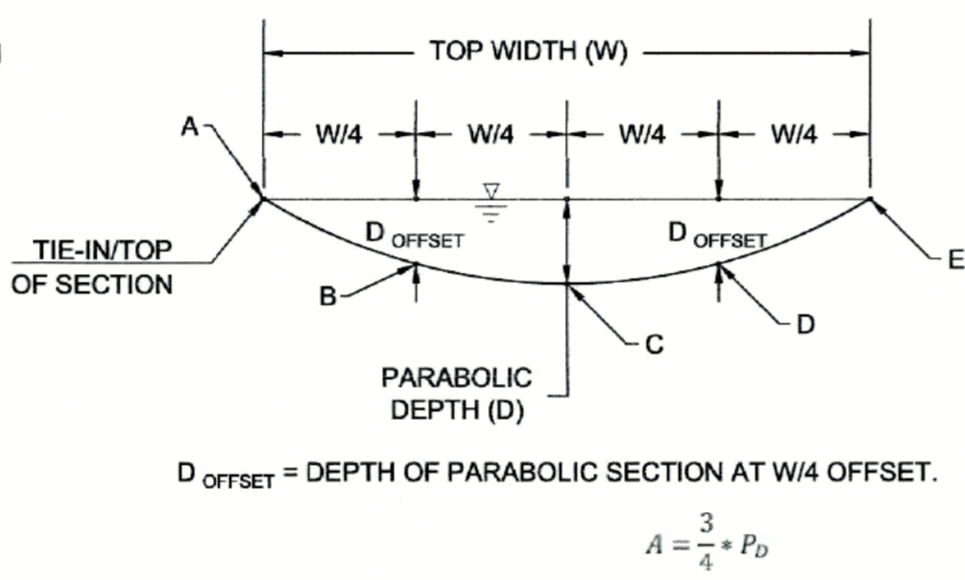 TOP WIDTH (W)
A
W/4 W/4 W/4 W/4
D OFFSET D OFFSET
TIE-IN/TOP
OF SECTION
E
B
D
C
PARABOLIC
DEPTH (D)
D OFFSET = DEPTH OF PARABOLIC SECTION AT W/4 OFFSET.
A = 3/4 * P_D